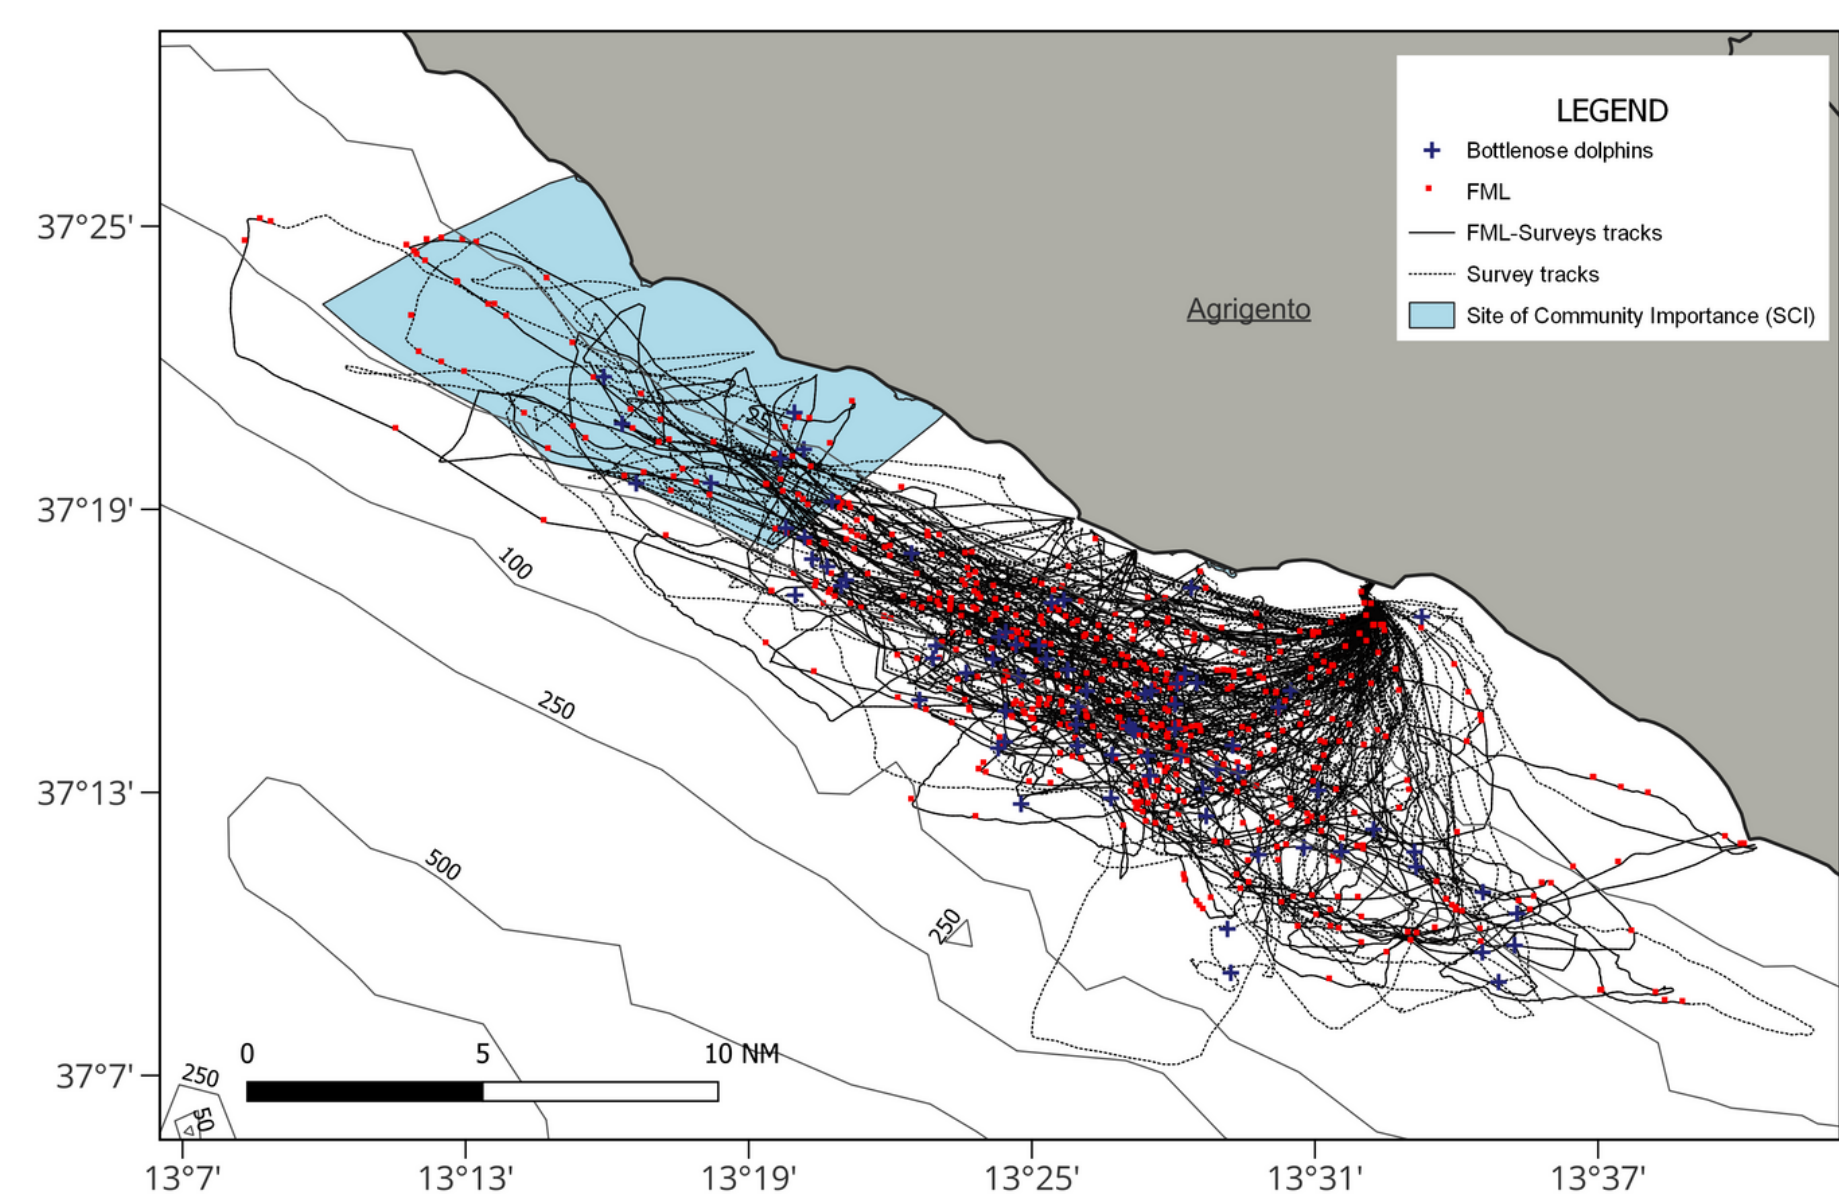 LEGEND
Bottlenose dolphins
FML
FML-Surveys tracks
Survey tracks
Site of Community Importance (SCI)
Agrigento
37°25'
37°19'
37°13'
37°7'
100
250
500
250
250
50
0 5 10 NM
13°7' 13°13' 13°19' 13°25' 13°31' 13°37'